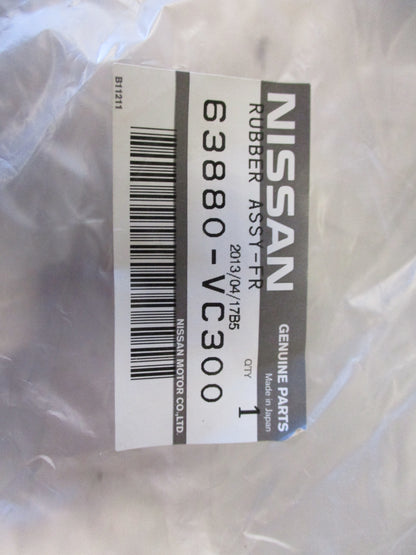 NISSAN GENUINE PARTS
Made in Japan
RUBBER ASSY-FR
QTY 1
2013/04/17B5
63880-VC300
NISSAN MOTOR CO.,LTD.
B11211